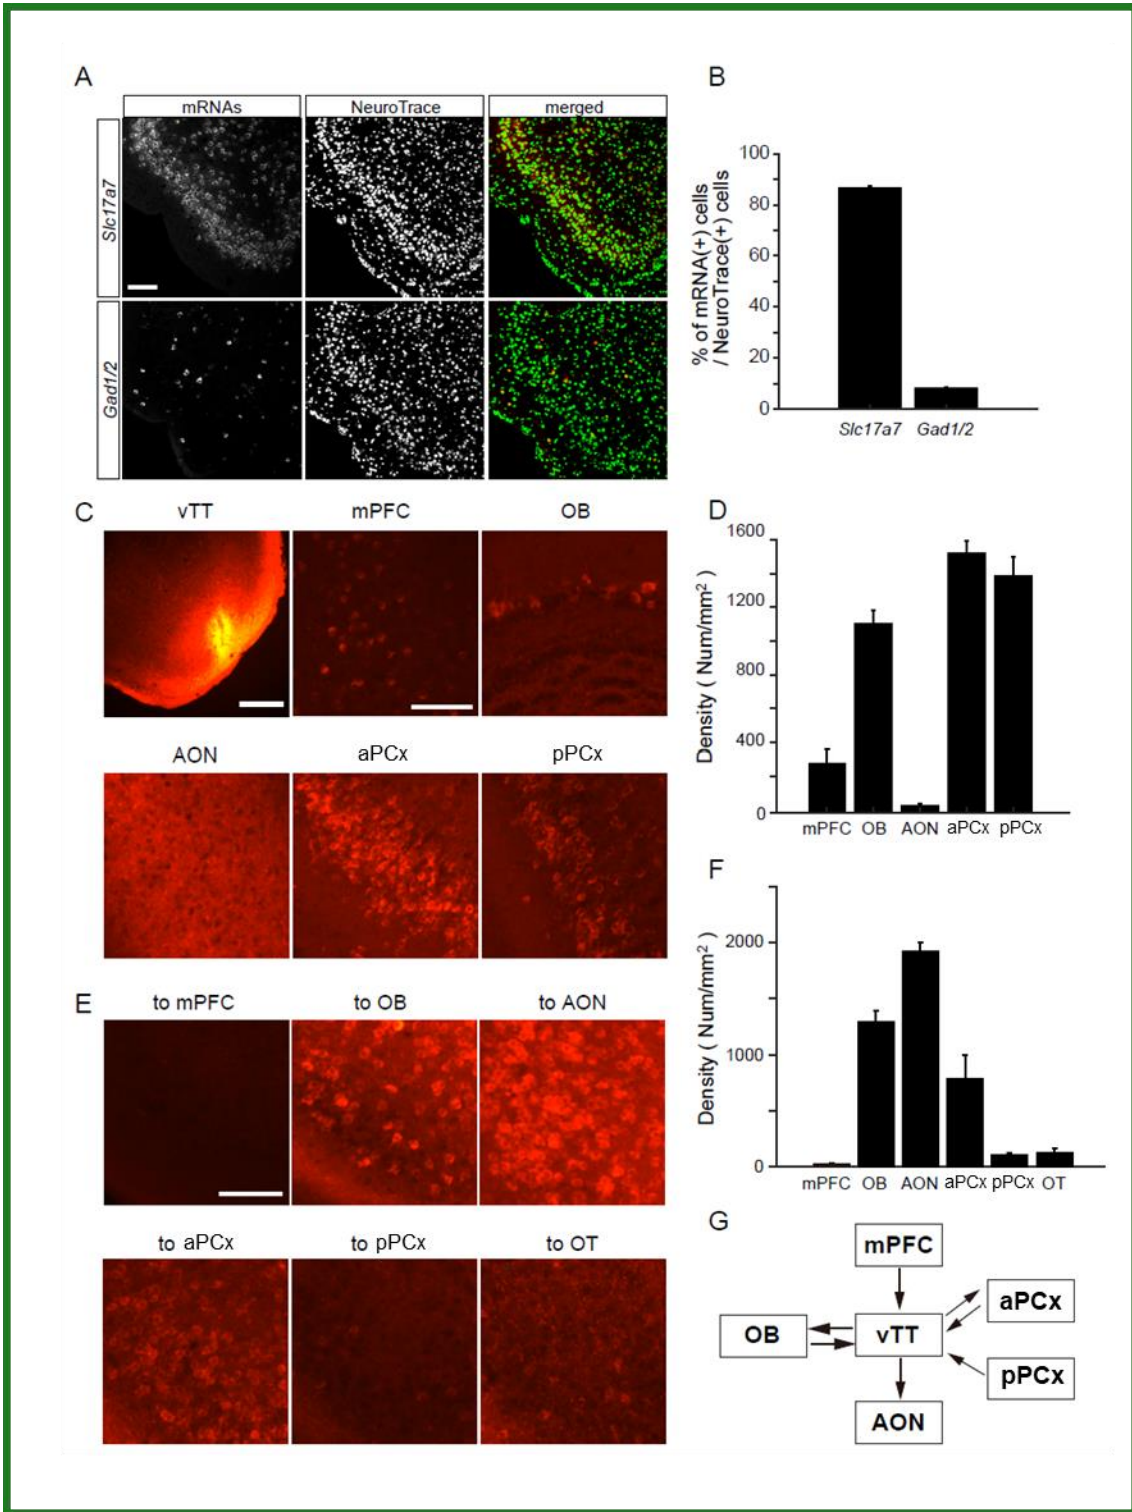 A
mRNAs NeuroTrace merged
Slc17a7
Gad1/2
B
% of mRNA(+) cells
/ NeuroTrace(+) cells
100
80
60
40
20
0
Slc17a7 Gad1/2
C
vTT mPFC OB
AON aPCx pPCx
D
Density ( Num/mm²)
1600
1200
800
400
0
mPFC OB AON aPCx pPCx
E
to mPFC to OB to AON
to aPCx to pPCx to OT
F
Density ( Num/mm²)
2000
1000
0
mPFC OB AON aPCx pPCx OT
G
mPFC
aPCx
OB vTT
pPCx
AON